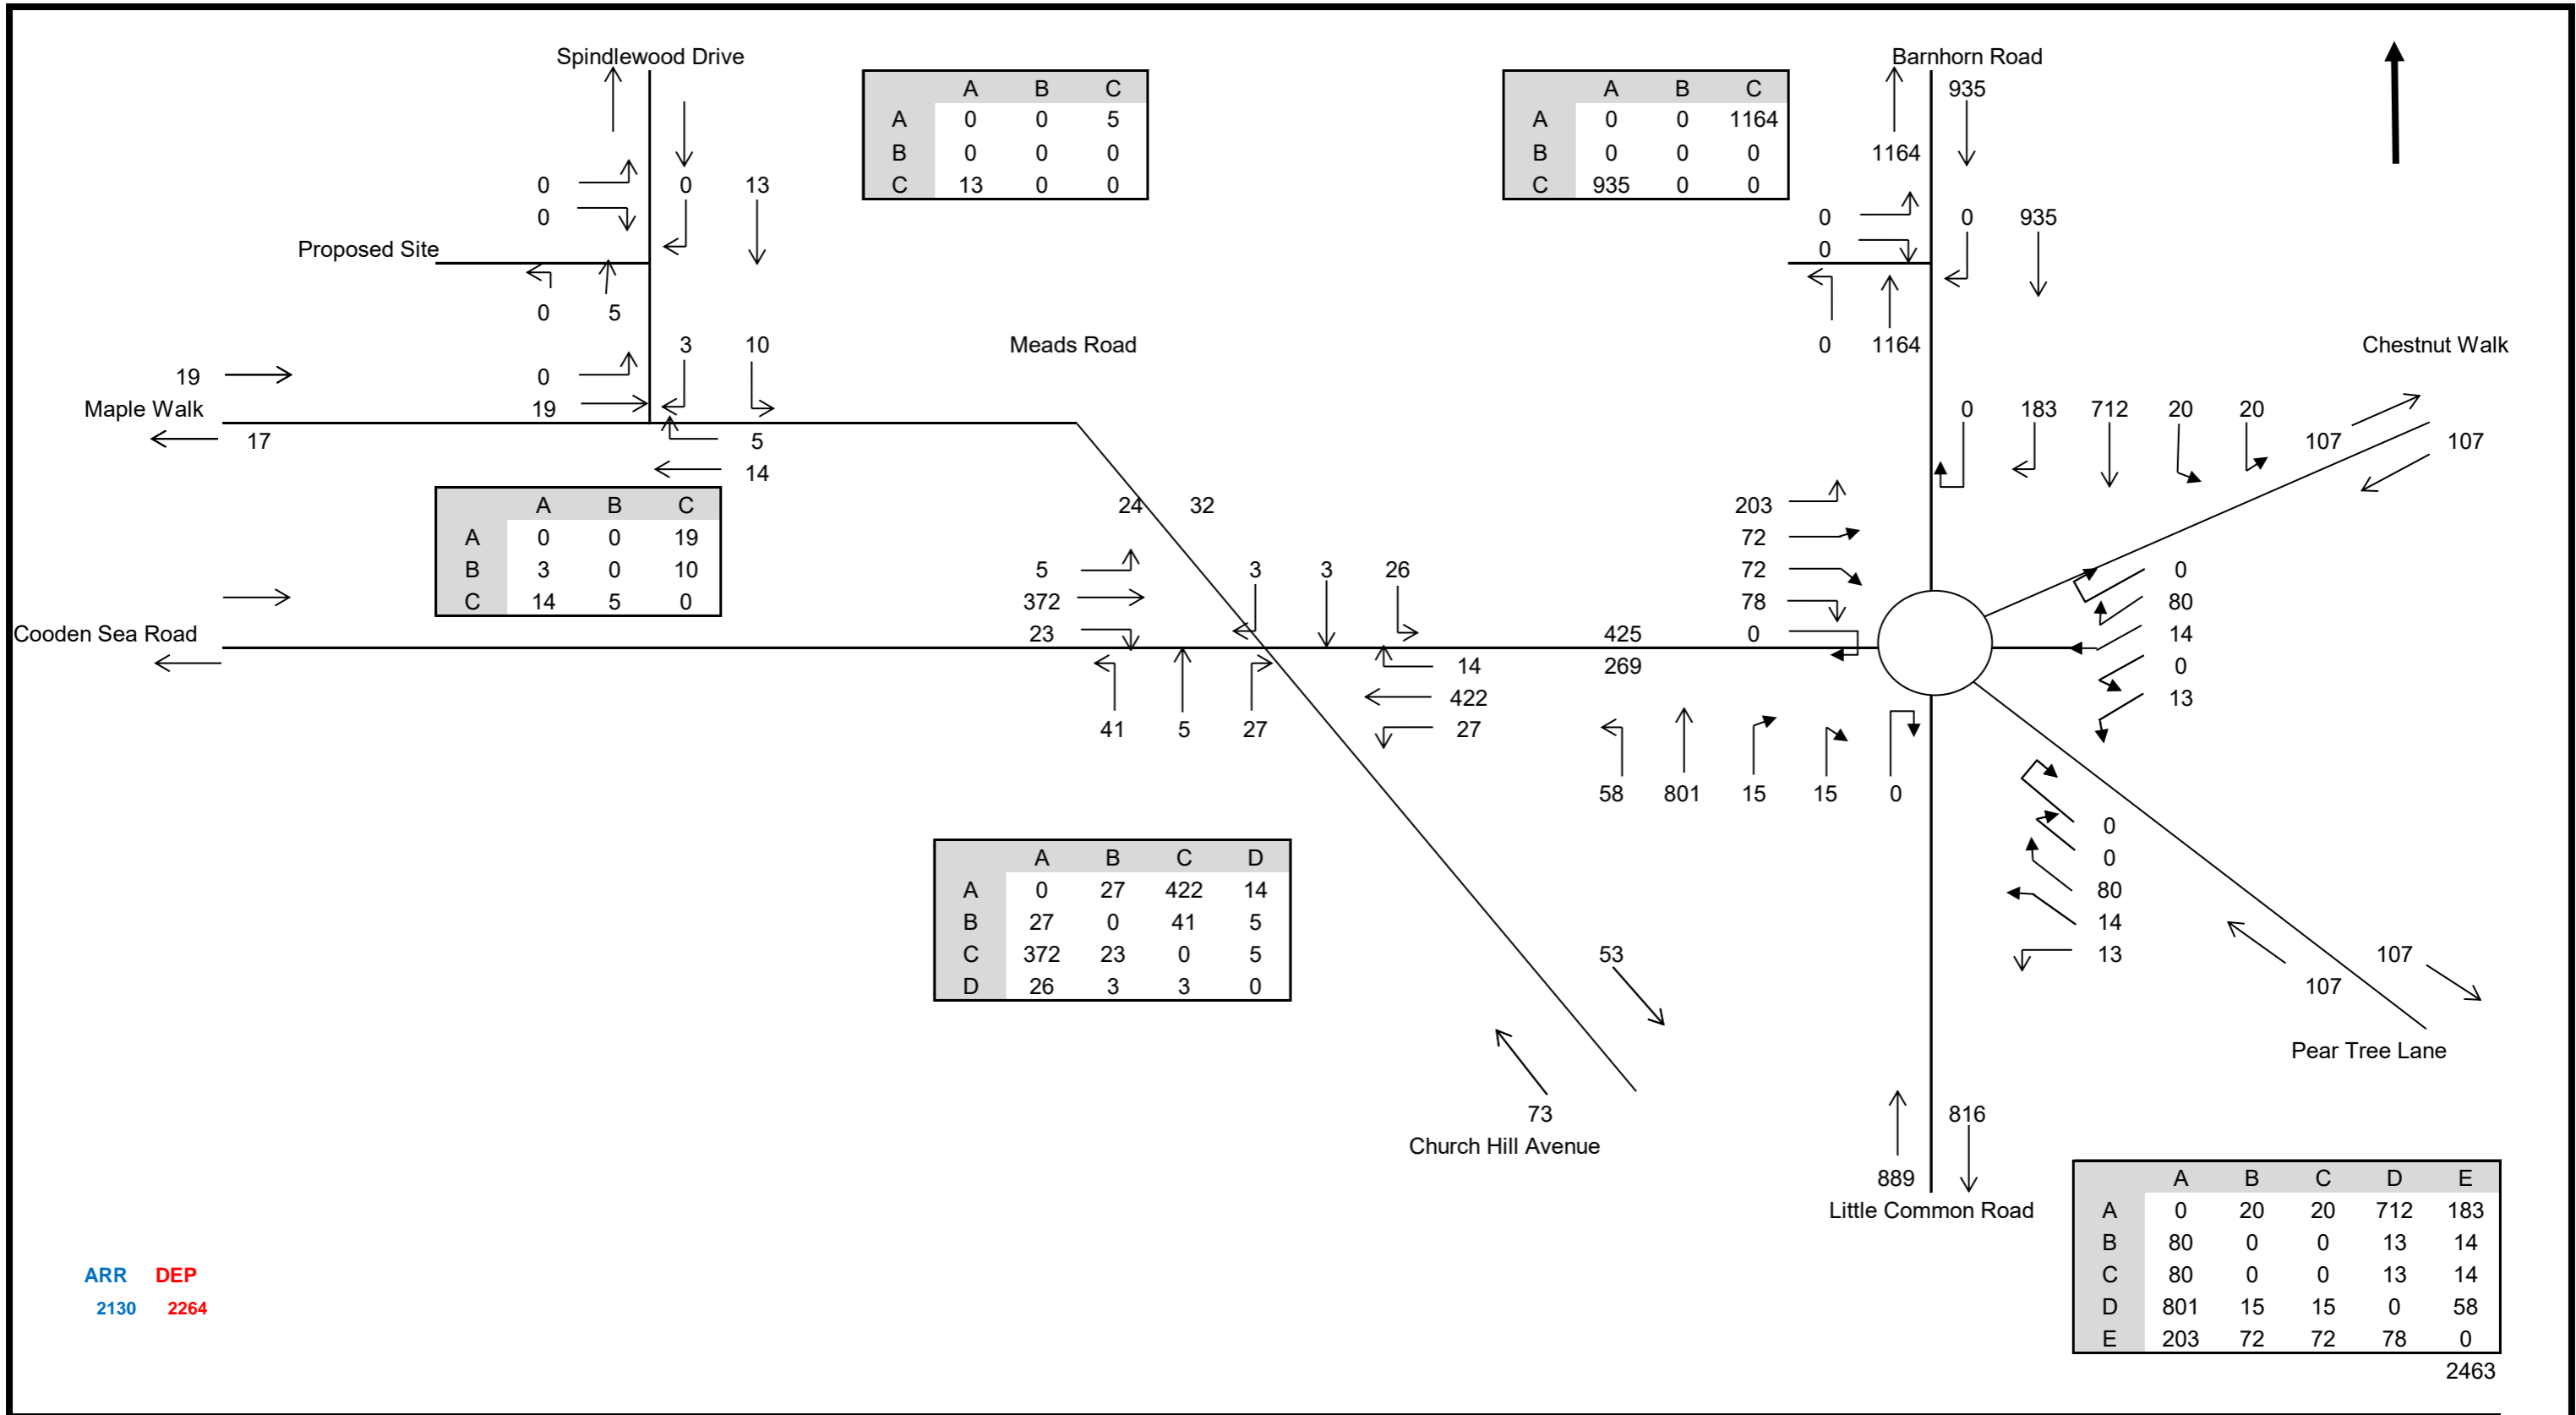 Spindlewood Drive
Barnhorn Road
A B C
A 0 0 5
B 0 0 0
C 13 0 0
A B C
A 0 0 1164
B 0 0 0
C 935 0 0
935
1164
0 0 13
0
0 0 935
0
Proposed Site
0 5
0 1164
3 10
Meads Road
Chestnut Walk
19
0
Maple Walk
19
17
5
14
0 183 712 20 20
107 107
A B C
A 0 0 19
B 3 0 10
C 14 5 0
24 32
203
72
72
78
0
5
372
23
3 3 26
0
80
14
0
13
Cooden Sea Road
425
269
14
422
27
41 5 27
58 801 15 15 0
0
0
80
14
13
A B C D
A 0 27 422 14
B 27 0 41 5
C 372 23 0 5
D 26 3 3 0
53
107
107
Pear Tree Lane
73
816
Church Hill Avenue
889
Little Common Road
A B C D E
A 0 20 20 712 183
B 80 0 0 13 14
C 80 0 0 13 14
D 801 15 15 0 58
E 203 72 72 78 0
2463
ARR DEP
2130 2264